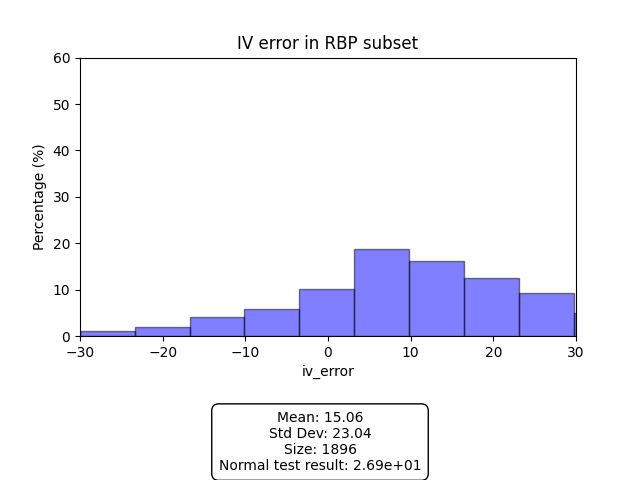 IV error in RBP subset
60
50
40
30
20
10
0
Percentage (%)
−30 −20 −10 0 10 20 30
iv_error
Mean: 15.06
Std Dev: 23.04
Size: 1896
Normal test result: 2.69e+01